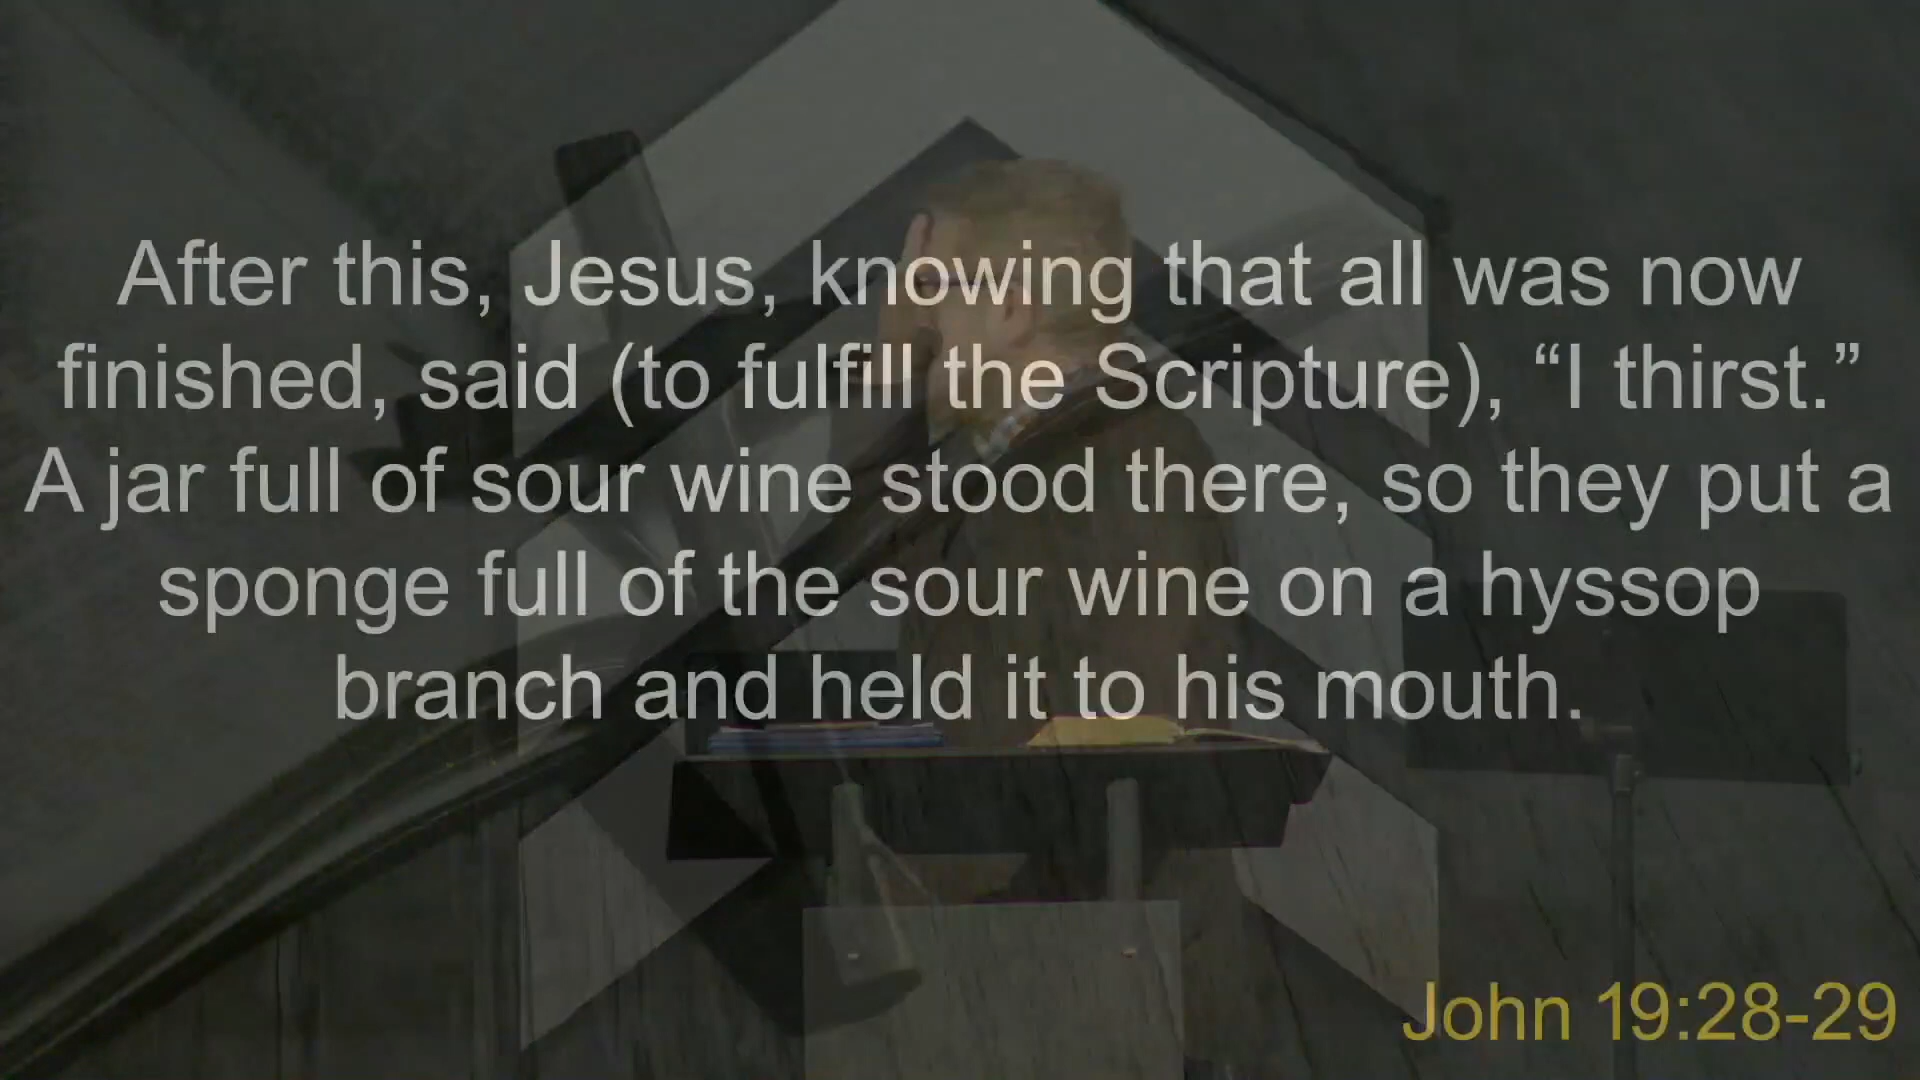 After this, Jesus, knowing that all was now
finished, said (to fulfill the Scripture), “I thirst.”
A jar full of sour wine stood there, so they put a
sponge full of the sour wine on a hyssop
branch and held it to his mouth.
John 19:28-29